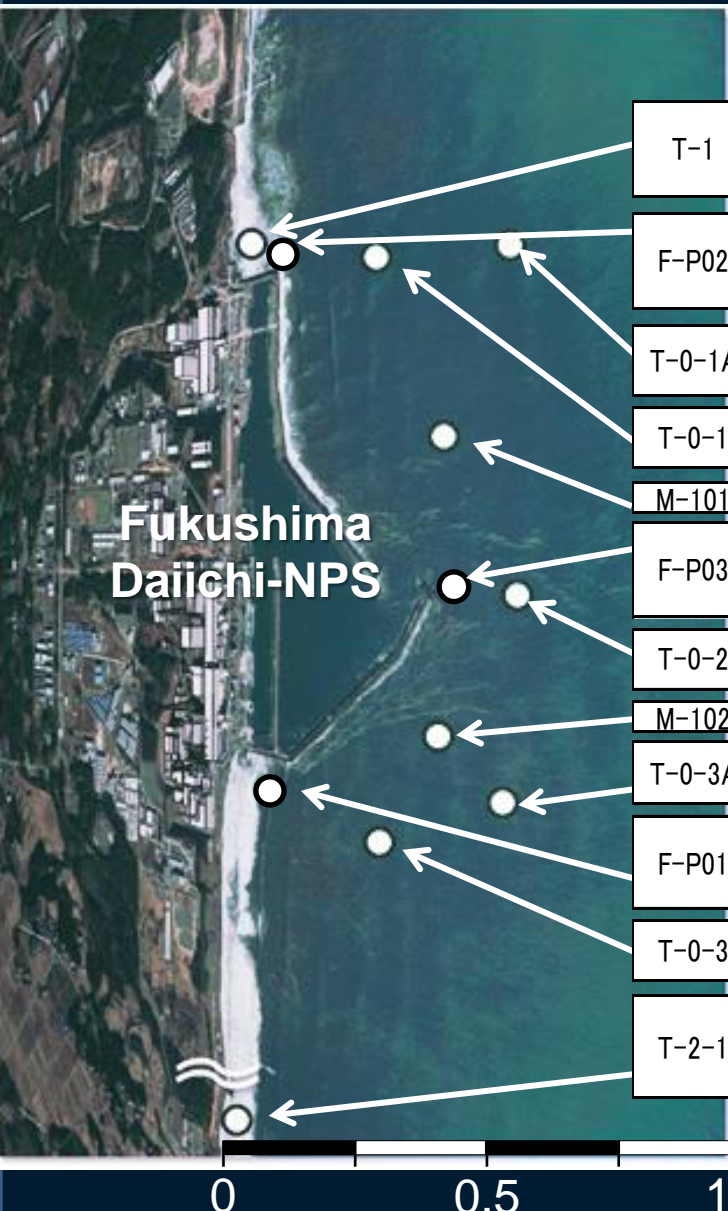 T-1
F-P02
T-0-1A
T-0-1
M-101
F-P03
Fukushima
Daiichi-NPS
T-0-2
M-102
T-0-3A
F-P01
T-0-3
T-2-1
0 0.5 1